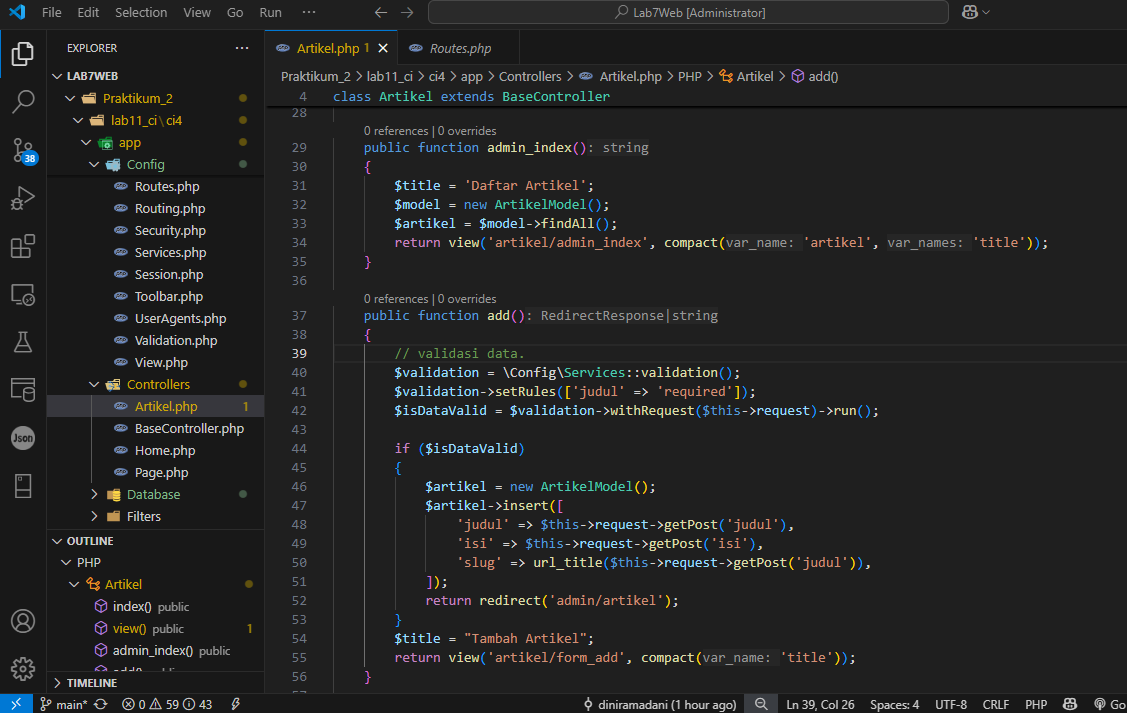 File Edit Selection View Go Run ··· Lab7Web [Administrator]
EXPLORER ···
LAB7WEB
Praktikum_2
lab11_ci\ci4
app
Config
Routes.php
Routing.php
Security.php
Services.php
Session.php
Toolbar.php
UserAgents.php
Validation.php
View.php
Controllers
Artikel.php 1
BaseController.php
Home.php
Page.php
Database
Filters
OUTLINE
PHP
Artikel
index() public
view() public 1
admin_index() public
TIMELINE
38
Json
Artikel.php 1 Routes.php
Praktikum_2 > lab11_ci > ci4 > app > Controllers > Artikel.php > PHP > Artikel > add()
4 class Artikel extends BaseController
28
0 references | 0 overrides
29 public function admin_index(): string
30 {
31 $title = 'Daftar Artikel';
32 $model = new ArtikelModel();
33 $artikel = $model->findAll();
34 return view('artikel/admin_index', compact(var_name: 'artikel', var_names: 'title'));
35 }
36
0 references | 0 overrides
37 public function add(): RedirectResponse|string
38 {
39 // validasi data.
40 $validation = \Config\Services::validation();
41 $validation->setRules(['judul' => 'required']);
42 $isDataValid = $validation->withRequest($this->request)->run();
43
44 if ($isDataValid)
45 {
46 $artikel = new ArtikelModel();
47 $artikel->insert([
48 'judul' => $this->request->getPost('judul'),
49 'isi' => $this->request->getPost('isi'),
50 'slug' => url_title($this->request->getPost('judul')),
51 ]);
52 return redirect('admin/artikel');
53 }
54 $title = "Tambah Artikel";
55 return view('artikel/form_add', compact(var_name: 'title'));
56 }
main* 0 59 43 diniramadani (1 hour ago) Ln 39, Col 26 Spaces: 4 UTF-8 CRLF PHP Go